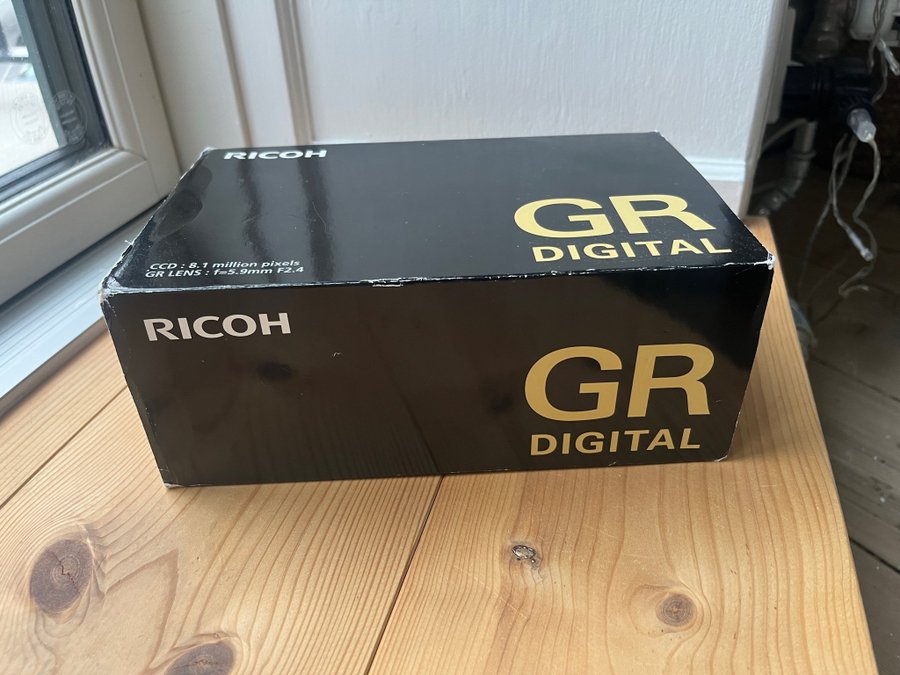 RICOH
GR
DIGITAL
CCD : 8.1 million pixels
GR LENS : f=5.9mm F2.4
RICOH
GR
DIGITAL